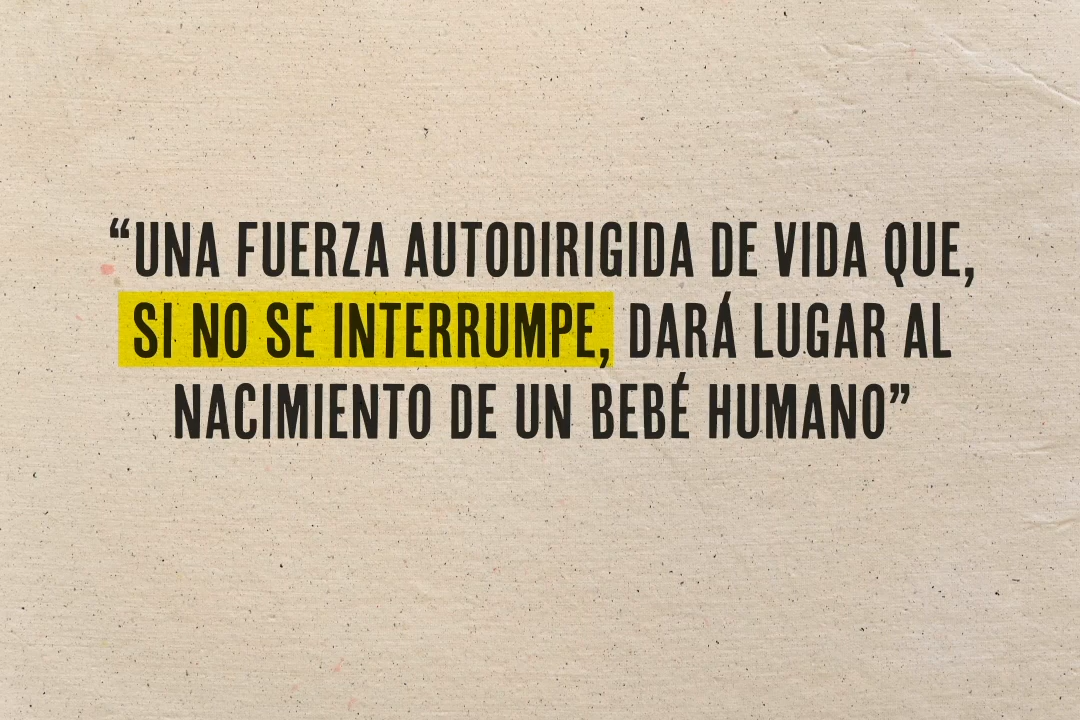 “UNA FUERZA AUTODIRIGIDA DE VIDA QUE,
SI NO SE INTERRUMPE, DARÁ LUGAR AL
NACIMIENTO DE UN BEBÉ HUMANO”